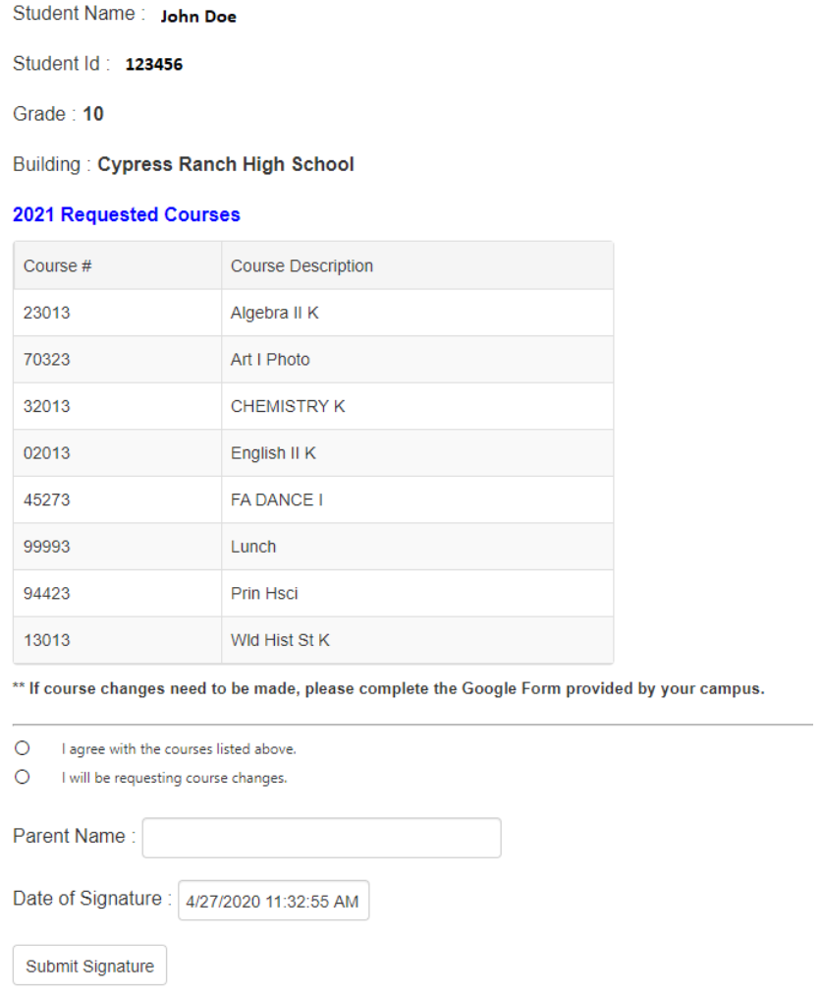 Student Name : John Doe
Student Id : 123456
Grade : 10
Building : Cypress Ranch High School
2021 Requested Courses
Course # Course Description
23013 Algebra II K
70323 Art I Photo
32013 CHEMISTRY K
02013 English II K
45273 FA DANCE I
99993 Lunch
94423 Prin Hsci
13013 Wld Hist St K
** If course changes need to be made, please complete the Google Form provided by your campus.
I agree with the courses listed above.
I will be requesting course changes.
Parent Name :
Date of Signature : 4/27/2020 11:32:55 AM
Submit Signature